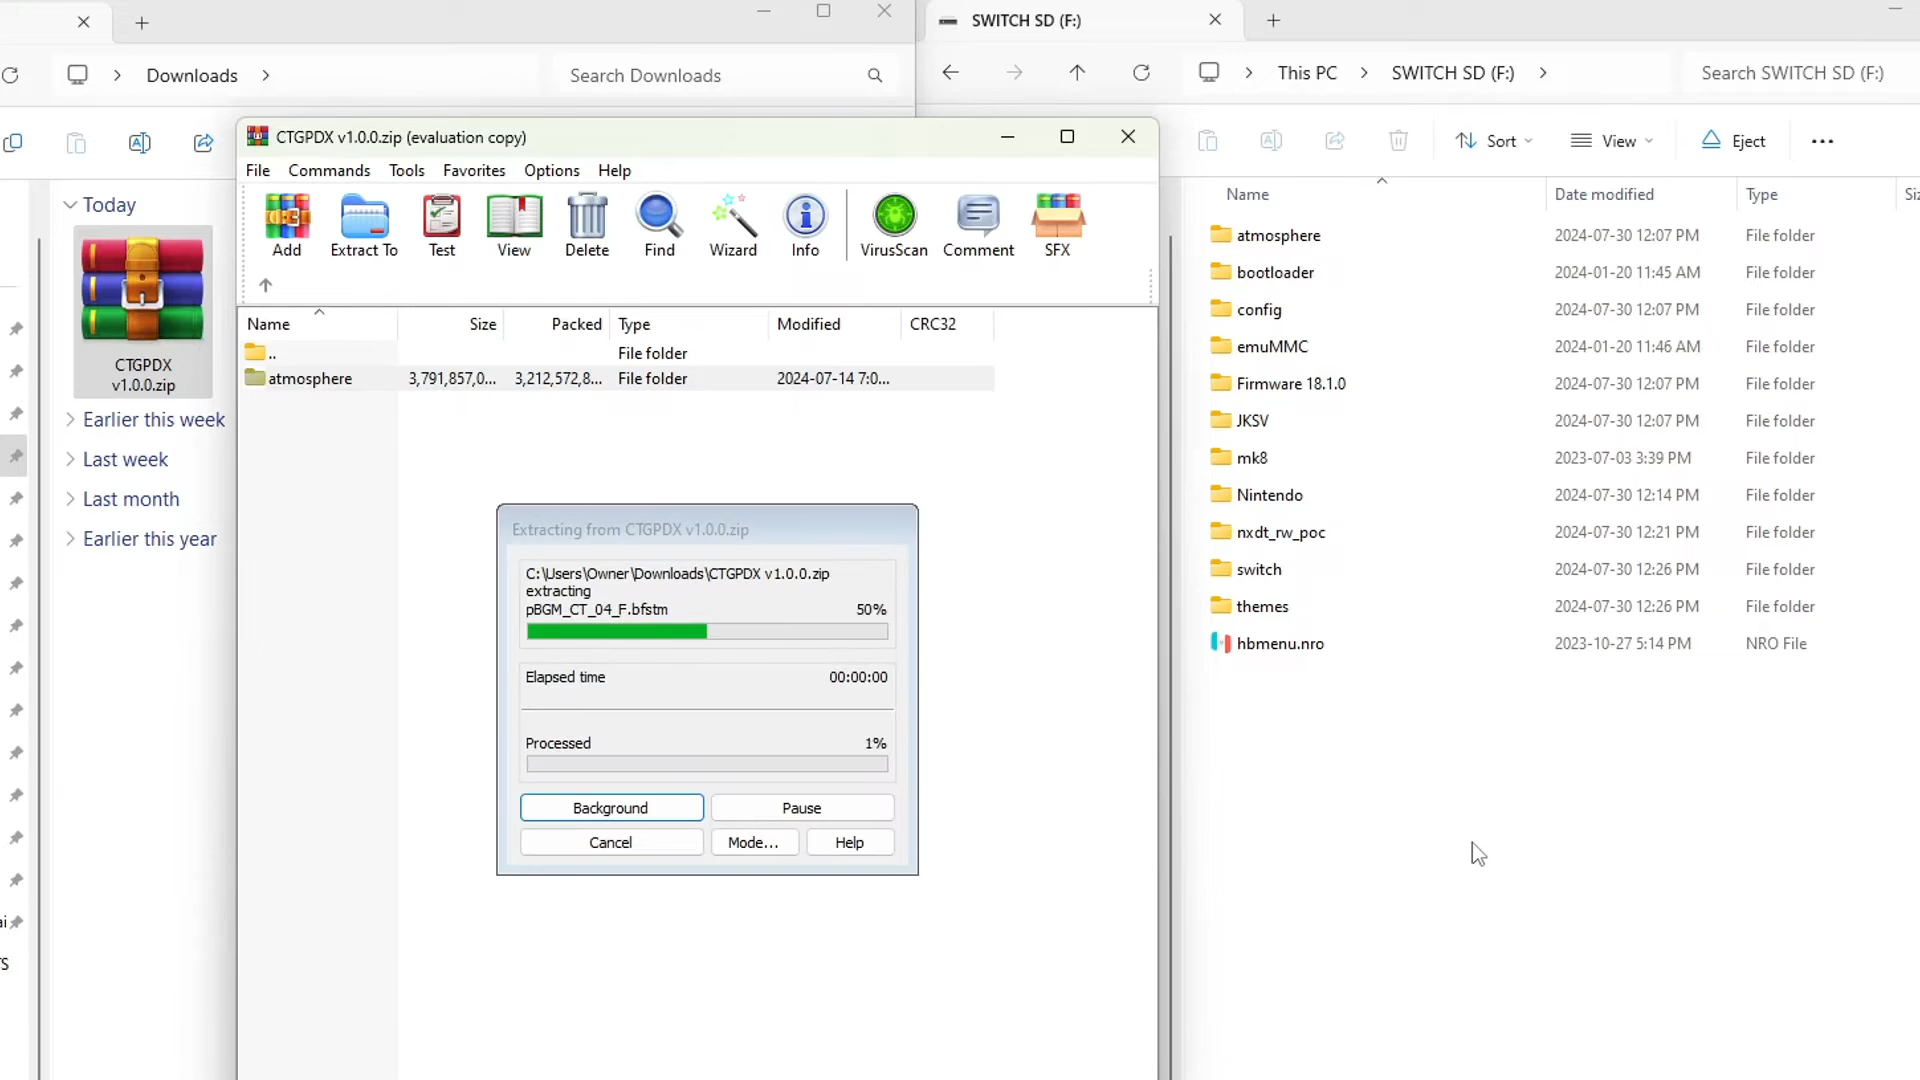 Downloads
Search Downloads
Today
CTGPDX
v1.0.0.zip
Earlier this week
Last week
Last month
Earlier this year
ai
CTGPDX v1.0.0.zip (evaluation copy)
File Commands Tools Favorites Options Help
Add Extract To Test View Delete Find Wizard Info VirusScan Comment SFX
Name Size Packed Type Modified CRC32
.. File folder
atmosphere 3,791,857,0... 3,212,572,8... File folder 2024-07-14 7:0...
Extracting from CTGPDX v1.0.0.zip
C:\Users\Owner\Downloads\CTGPDX v1.0.0.zip
extracting
pBGM_CT_04_F.bfstm 50%
Elapsed time 00:00:00
Processed 1%
Background Pause
Cancel Mode... Help
SWITCH SD (F:)
This PC SWITCH SD (F:) Search SWITCH SD (F:)
Sort View Eject
Name Date modified Type
atmosphere 2024-07-30 12:07 PM File folder
bootloader 2024-01-20 11:45 AM File folder
config 2024-07-30 12:07 PM File folder
emuMMC 2024-01-20 11:46 AM File folder
Firmware 18.1.0 2024-07-30 12:07 PM File folder
JKSV 2024-07-30 12:07 PM File folder
mk8 2023-07-03 3:39 PM File folder
Nintendo 2024-07-30 12:14 PM File folder
nxdt_rw_poc 2024-07-30 12:21 PM File folder
switch 2024-07-30 12:26 PM File folder
themes 2024-07-30 12:26 PM File folder
hbmenu.nro 2023-10-27 5:14 PM NRO File